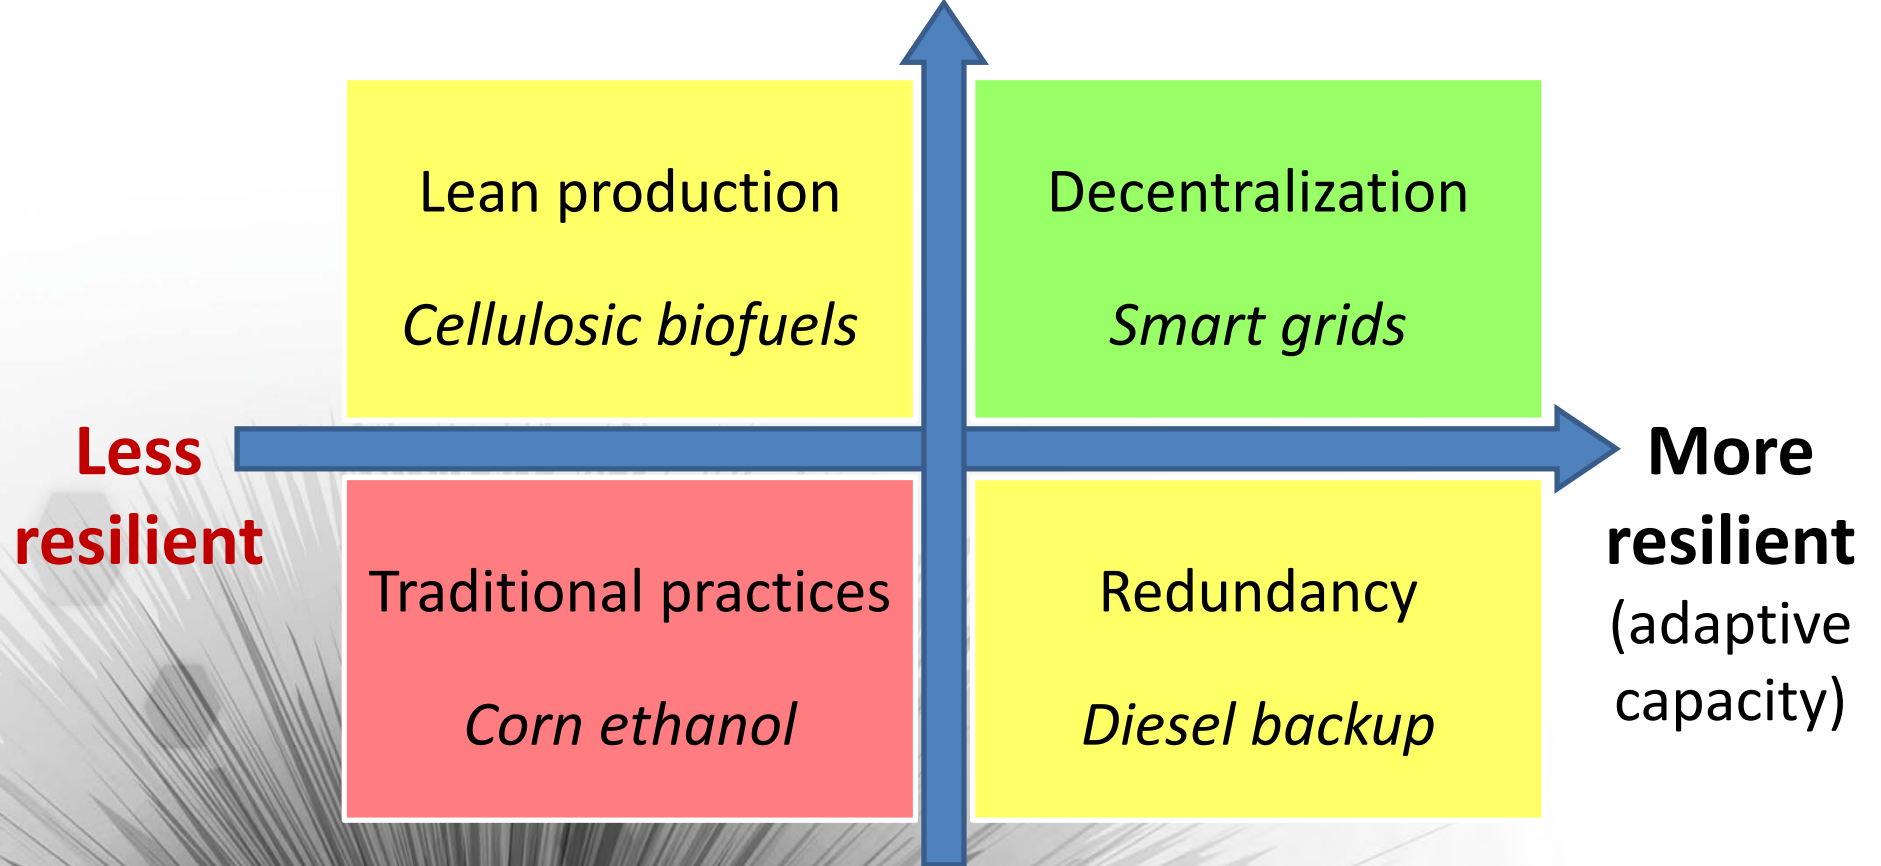 Lean production
Cellulosic biofuels
Decentralization
Smart grids
Less
resilient
More
resilient
(adaptive
capacity)
Traditional practices
Corn ethanol
Redundancy
Diesel backup